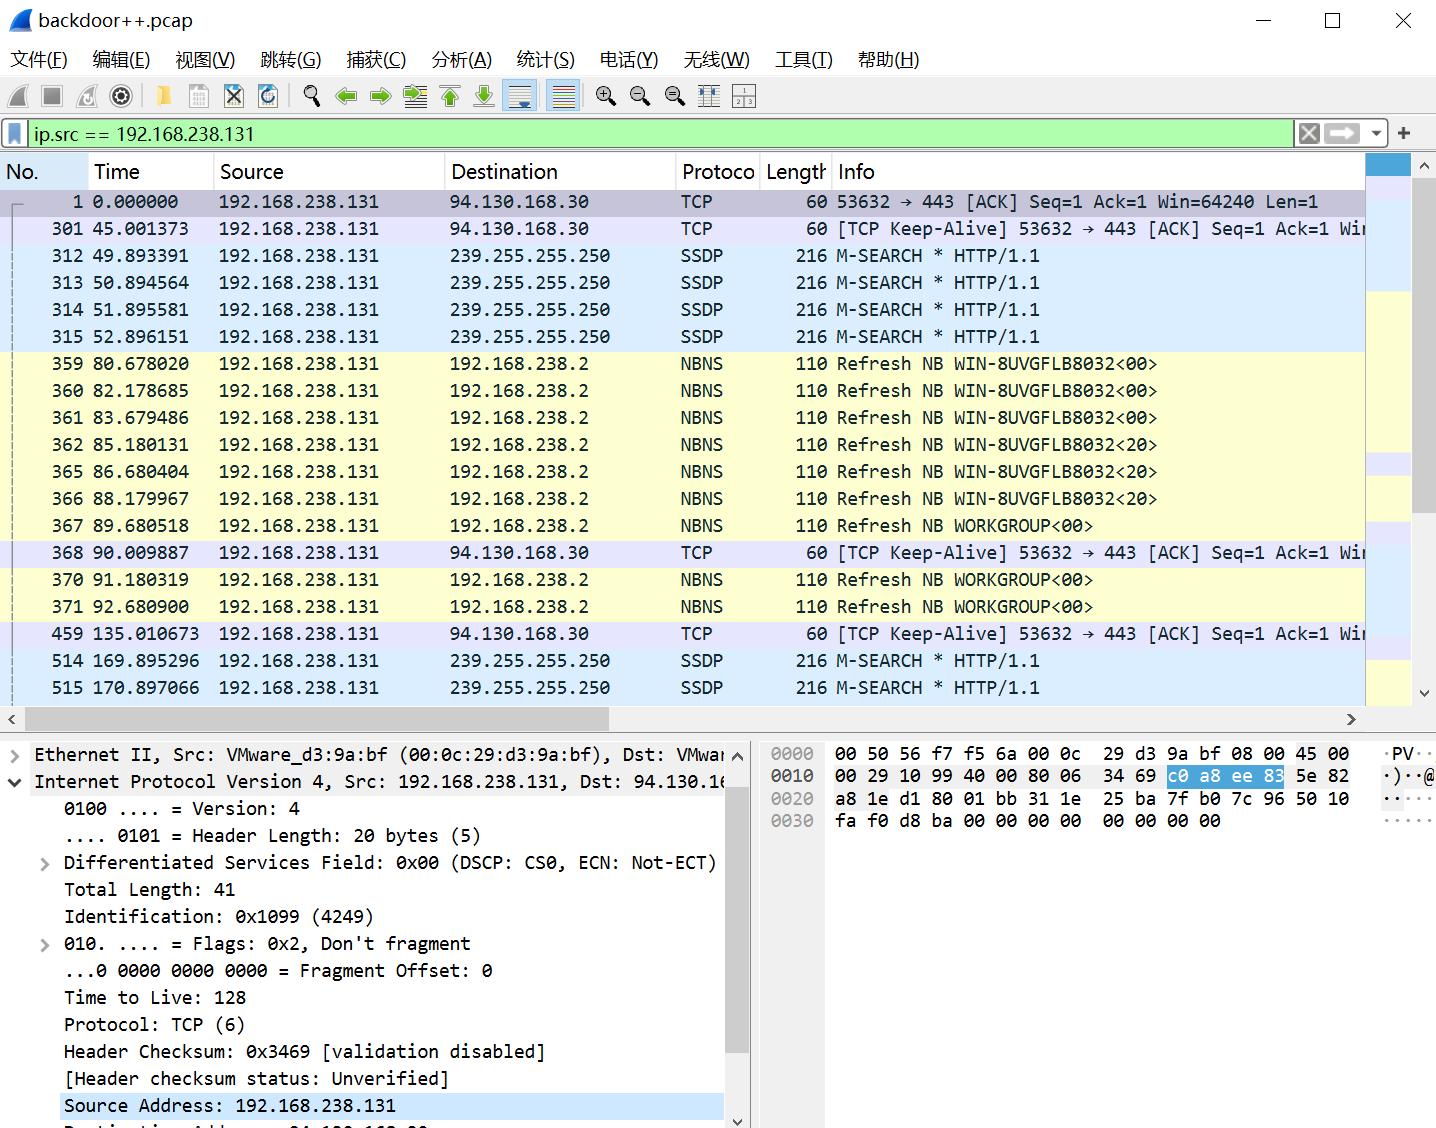 backdoor++.pcap
文件(F) 编辑(E) 视图(V) 跳转(G) 捕获(C) 分析(A) 统计(S) 电话(Y) 无线(W) 工具(T) 帮助(H)
ip.src == 192.168.238.131
No. Time Source Destination Protoco Length Info
1 0.000000 192.168.238.131 94.130.168.30 TCP 60 53632 → 443 [ACK] Seq=1 Ack=1 Win=64240 Len=1
301 45.001373 192.168.238.131 94.130.168.30 TCP 60 [TCP Keep-Alive] 53632 → 443 [ACK] Seq=1 Ack=1 Win
312 49.893391 192.168.238.131 239.255.255.250 SSDP 216 M-SEARCH * HTTP/1.1
313 50.894564 192.168.238.131 239.255.255.250 SSDP 216 M-SEARCH * HTTP/1.1
314 51.895581 192.168.238.131 239.255.255.250 SSDP 216 M-SEARCH * HTTP/1.1
315 52.896151 192.168.238.131 239.255.255.250 SSDP 216 M-SEARCH * HTTP/1.1
359 80.678020 192.168.238.131 192.168.238.2 NBNS 110 Refresh NB WIN-8UVGFLB8032<00>
360 82.178685 192.168.238.131 192.168.238.2 NBNS 110 Refresh NB WIN-8UVGFLB8032<00>
361 83.679486 192.168.238.131 192.168.238.2 NBNS 110 Refresh NB WIN-8UVGFLB8032<00>
362 85.180131 192.168.238.131 192.168.238.2 NBNS 110 Refresh NB WIN-8UVGFLB8032<20>
365 86.680404 192.168.238.131 192.168.238.2 NBNS 110 Refresh NB WIN-8UVGFLB8032<20>
366 88.179967 192.168.238.131 192.168.238.2 NBNS 110 Refresh NB WIN-8UVGFLB8032<20>
367 89.680518 192.168.238.131 192.168.238.2 NBNS 110 Refresh NB WORKGROUP<00>
368 90.009887 192.168.238.131 94.130.168.30 TCP 60 [TCP Keep-Alive] 53632 → 443 [ACK] Seq=1 Ack=1 Win
370 91.180319 192.168.238.131 192.168.238.2 NBNS 110 Refresh NB WORKGROUP<00>
371 92.680900 192.168.238.131 192.168.238.2 NBNS 110 Refresh NB WORKGROUP<00>
459 135.010673 192.168.238.131 94.130.168.30 TCP 60 [TCP Keep-Alive] 53632 → 443 [ACK] Seq=1 Ack=1 Win
514 169.895296 192.168.238.131 239.255.255.250 SSDP 216 M-SEARCH * HTTP/1.1
515 170.897066 192.168.238.131 239.255.255.250 SSDP 216 M-SEARCH * HTTP/1.1
Ethernet II, Src: VMware_d3:9a:bf (00:0c:29:d3:9a:bf), Dst: VMwar
Internet Protocol Version 4, Src: 192.168.238.131, Dst: 94.130.16
0100 .... = Version: 4
.... 0101 = Header Length: 20 bytes (5)
Differentiated Services Field: 0x00 (DSCP: CS0, ECN: Not-ECT)
Total Length: 41
Identification: 0x1099 (4249)
010. .... = Flags: 0x2, Don't fragment
...0 0000 0000 0000 = Fragment Offset: 0
Time to Live: 128
Protocol: TCP (6)
Header Checksum: 0x3469 [validation disabled]
[Header checksum status: Unverified]
Source Address: 192.168.238.131
0000 00 50 56 f7 f5 6a 00 0c 29 d3 9a bf 08 00 45 00 ·PV··
0010 00 29 10 99 40 00 80 06 34 69 c0 a8 ee 83 5e 82 ·)··@
0020 a8 1e d1 80 01 bb 31 1e 25 ba 7f b0 7c 96 50 10 ·····
0030 fa f0 d8 ba 00 00 00 00 00 00 00 00 ·····